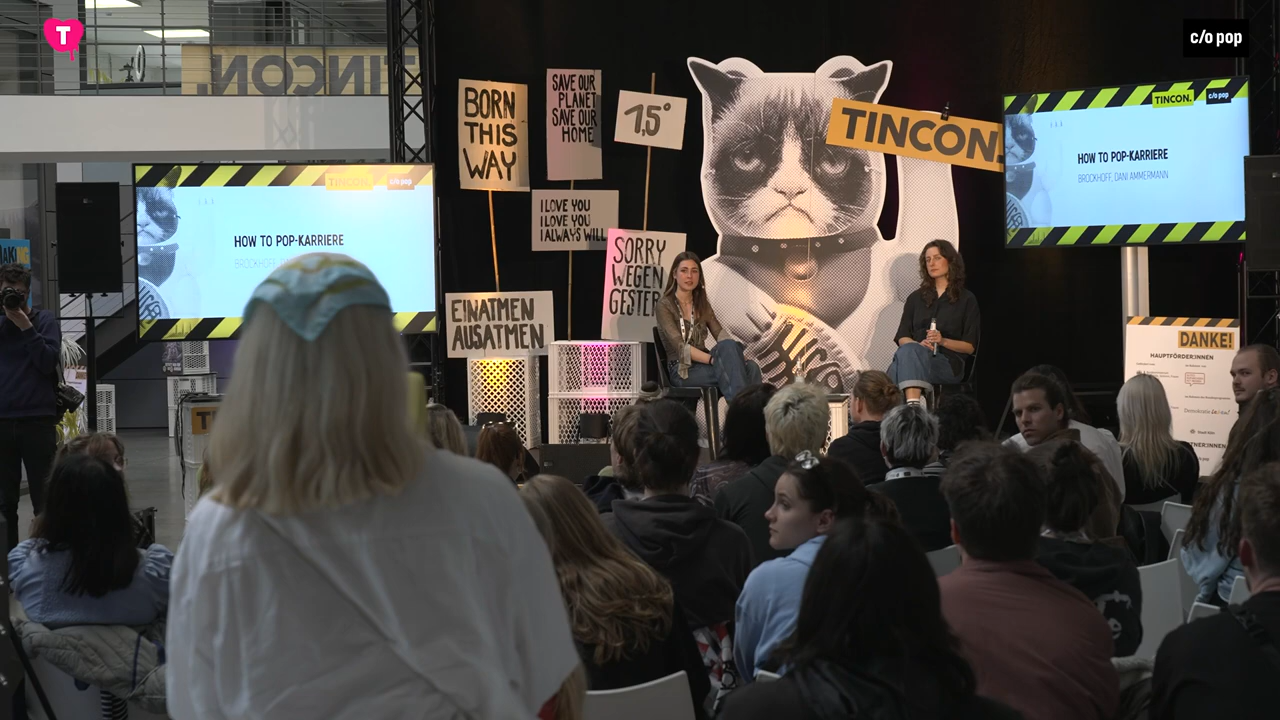 T
c/o pop
TINCON.
BORN
THIS
WAY
SAVE OUR
PLANET
SAVE OUR
HOME
1,5°
I LOVE YOU
I LOVE YOU
I ALWAYS WILL
SORRY
WEGEN
GESTER
EINATMEN
AUSATMEN
TINCON.
TINCON.
c/o pop
HOW TO POP-KARRIERE
TINCON.
c/o pop
HOW TO POP-KARRIERE
BROCKHOFF, DANI AMMERMANN
DANKE!
HAUPTFÖRDER:INNEN